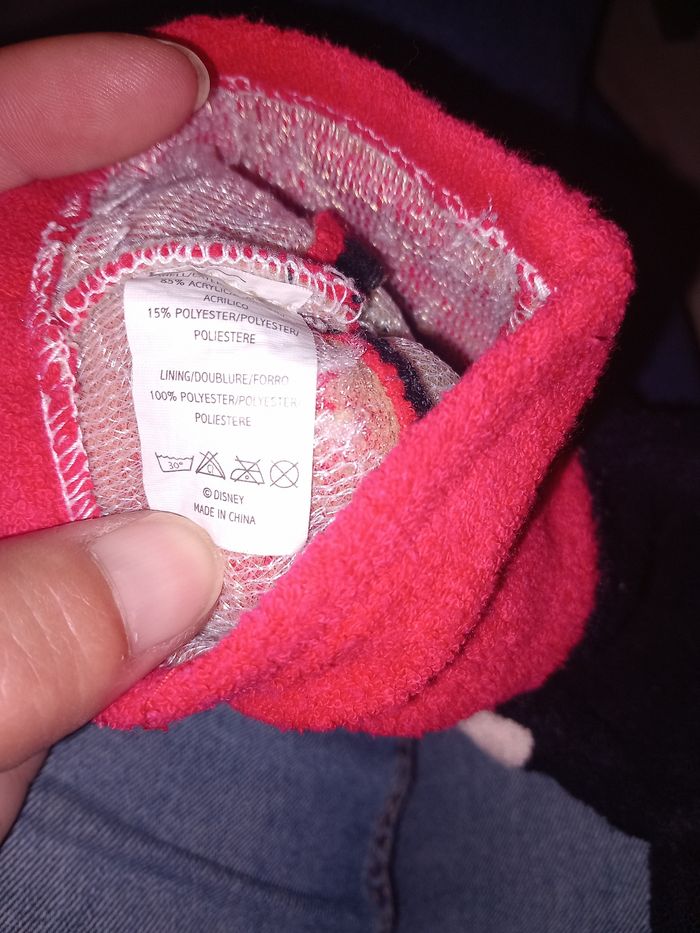 85% ACRYLIC
ACRILICO
15% POLYESTER/POLYESTER/
POLIESTERE
LINING/DOUBLURE/FORRO
100% POLYESTER/POLYESTER
POLIESTERE
30°
© DISNEY
MADE IN CHINA